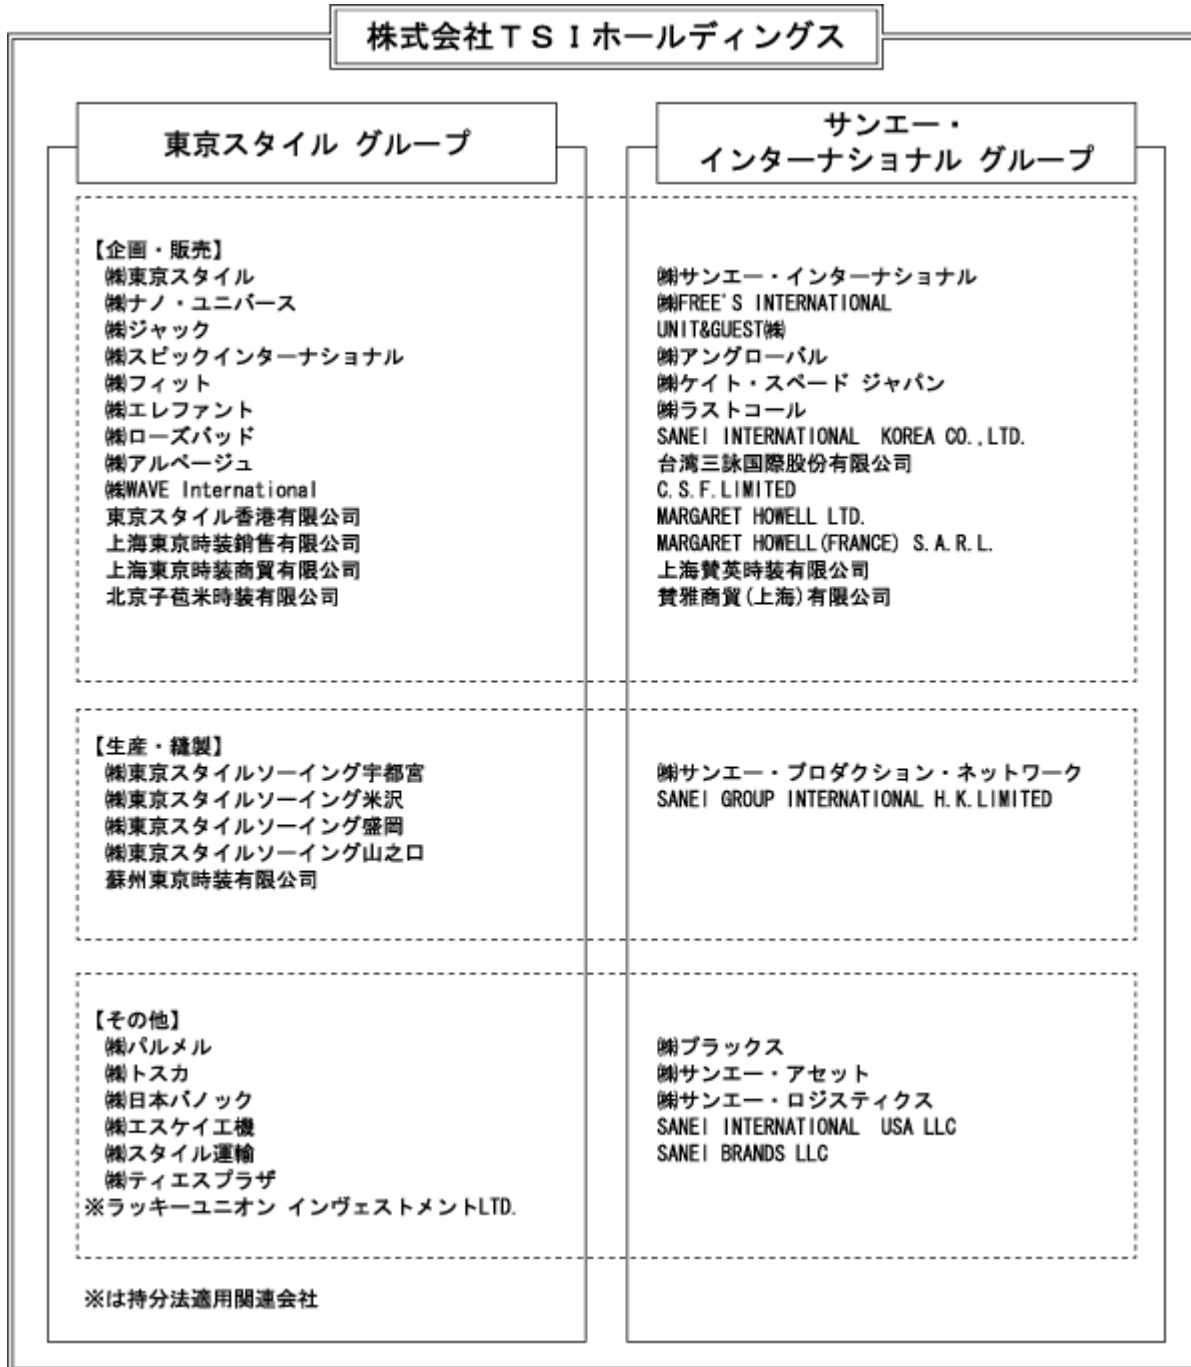 株式会社TSIホールディングス
東京スタイル グループ
【企画・販売】
㈱東京スタイル
㈱ナノ・ユニバース
㈱ジャック
㈱スピックインターナショナル
㈱フィット
㈱エレファント
㈱ローズバッド
㈱アルページュ
㈱WAVE International
東京スタイル香港有限公司
上海東京時装銷售有限公司
上海東京時装商貿有限公司
北京子苞米時装有限公司
【生産・縫製】
㈱東京スタイルソーイング宇都宮
㈱東京スタイルソーイング米沢
㈱東京スタイルソーイング盛岡
㈱東京スタイルソーイング山之口
蘇州東京時装有限公司
【その他】
㈱パルメル
㈱トスカ
㈱日本バノック
㈱エスケイ工機
㈱スタイル運輸
㈱ティエスプラザ
※ラッキーユニオン インヴェストメントLTD.
※は持分法適用関連会社
サンエー・
インターナショナル グループ
㈱サンエー・インターナショナル
㈱FREE'S INTERNATIONAL
UNIT&GUEST㈱
㈱アングローバル
㈱ケイト・スペード ジャパン
㈱ラストコール
SANEI INTERNATIONAL KOREA CO.,LTD.
台湾三詠国際股份有限公司
C.S.F.LIMITED
MARGARET HOWELL LTD.
MARGARET HOWELL(FRANCE) S.A.R.L.
上海賛英時装有限公司
賛雅商貿(上海)有限公司
㈱サンエー・プロダクション・ネットワーク
SANEI GROUP INTERNATIONAL H.K.LIMITED
㈱ブラックス
㈱サンエー・アセット
㈱サンエー・ロジスティクス
SANEI INTERNATIONAL USA LLC
SANEI BRANDS LLC